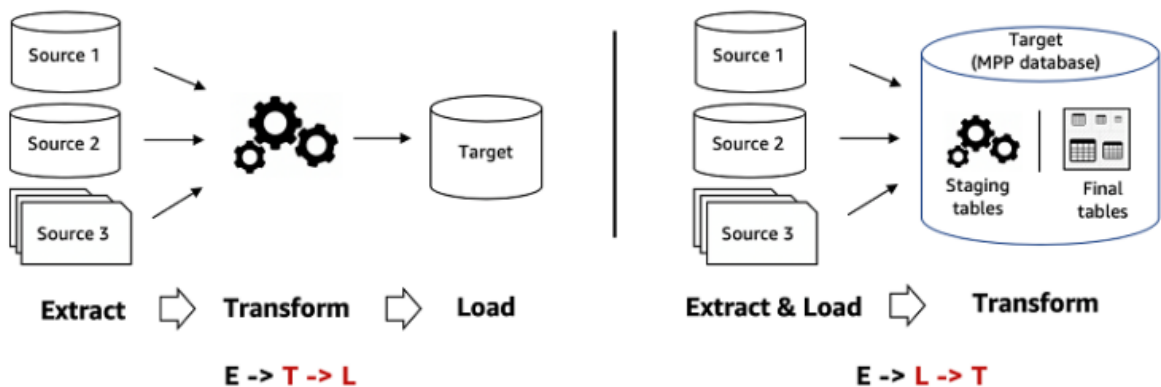 Source 1
Source 2
Source 3
Target
Extract
Transform
Load
E -> T -> L
Source 1
Source 2
Source 3
Target
(MPP database)
Staging
tables
Final
tables
Extract & Load
Transform
E -> L -> T